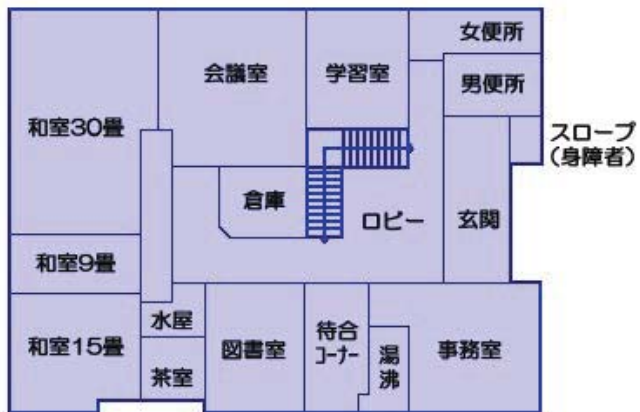 女便所
会議室
学習室
男便所
和室30畳
スロープ
(身障者)
倉庫
ロビー
玄関
和室9畳
水屋
和室15畳
図書室
待合
コーナー
湯
沸
事務室
茶室